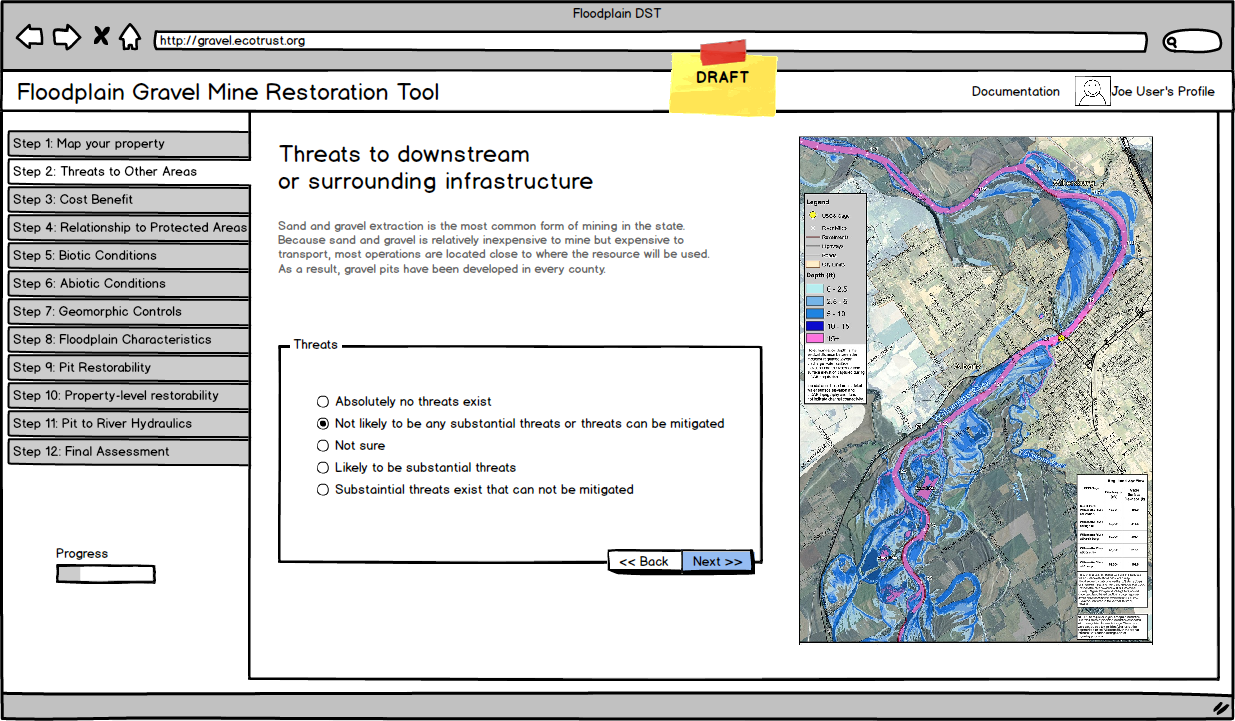 Floodplain DST
http://gravel.ecotrust.org
DRAFT
Floodplain Gravel Mine Restoration Tool
Documentation
Joe User's Profile
Step 1: Map your property
Step 2: Threats to Other Areas
Step 3: Cost Benefit
Step 4: Relationship to Protected Areas
Step 5: Biotic Conditions
Step 6: Abiotic Conditions
Step 7: Geomorphic Controls
Step 8: Floodplain Characteristics
Step 9: Pit Restorability
Step 10: Property-level restorability
Step 11: Pit to River Hydraulics
Step 12: Final Assessment
Progress
Threats to downstream
or surrounding infrastructure
Sand and gravel extraction is the most common form of mining in the state.
Because sand and gravel is relatively inexpensive to mine but expensive to
transport, most operations are located close to where the resource will be used.
As a result, gravel pits have been developed in every county.
Threats
Absolutely no threats exist
Not likely to be any substantial threats or threats can be mitigated
Not sure
Likely to be substantial threats
Substaintial threats exist that can not be mitigated
<< Back
Next >>
Legend
Depth (ft)
0 - 2.5
5 - 10
10 - 15
15+